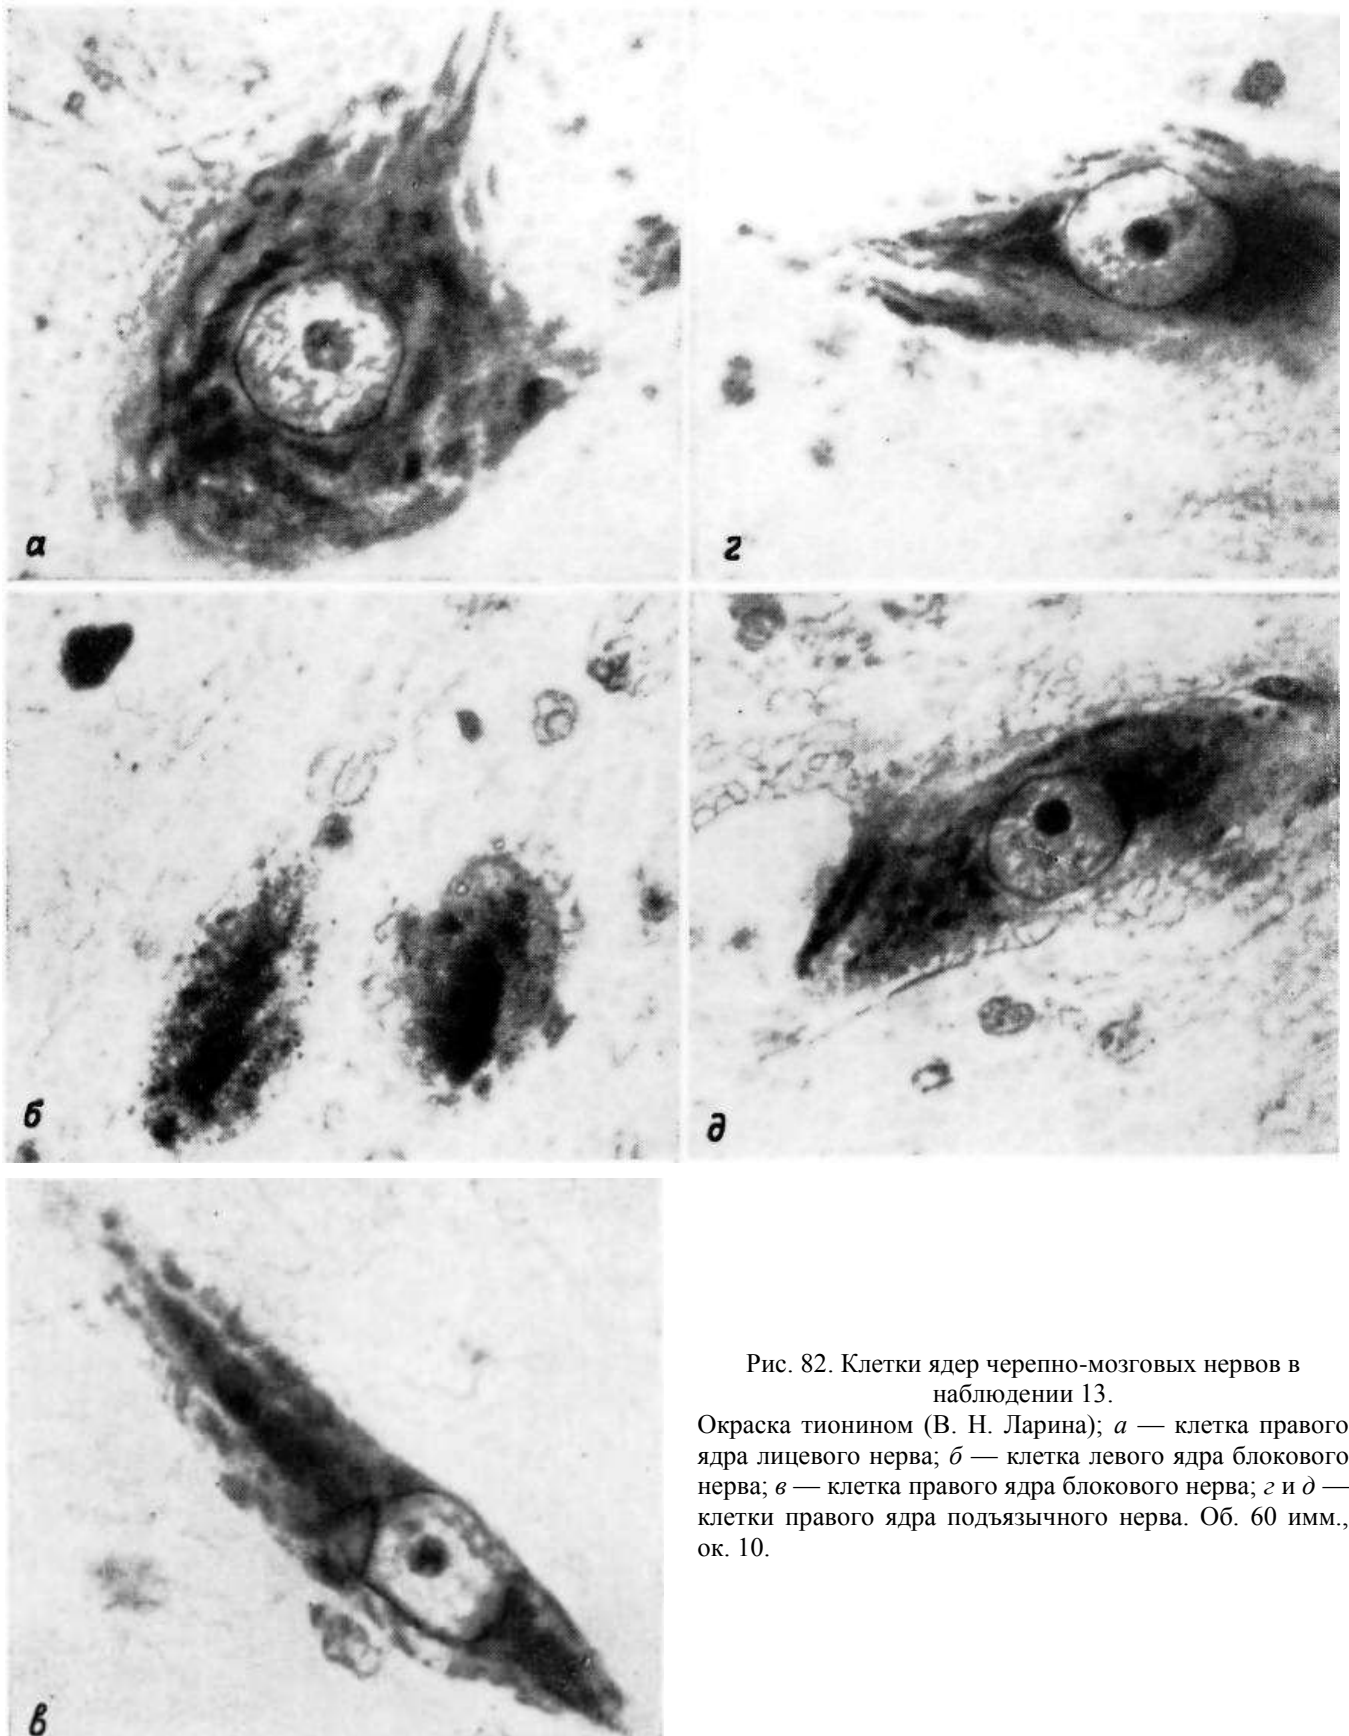 а
г
б
д
в
Рис. 82. Клетки ядер черепно-мозговых нервов в
наблюдении 13.
Окраска тионином (В. Н. Ларина); а — клетка правого
ядра лицевого нерва; б — клетка левого ядра блокового
нерва; в — клетка правого ядра блокового нерва; г и д —
клетки правого ядра подъязычного нерва. Об. 60 имм.,
ок. 10.